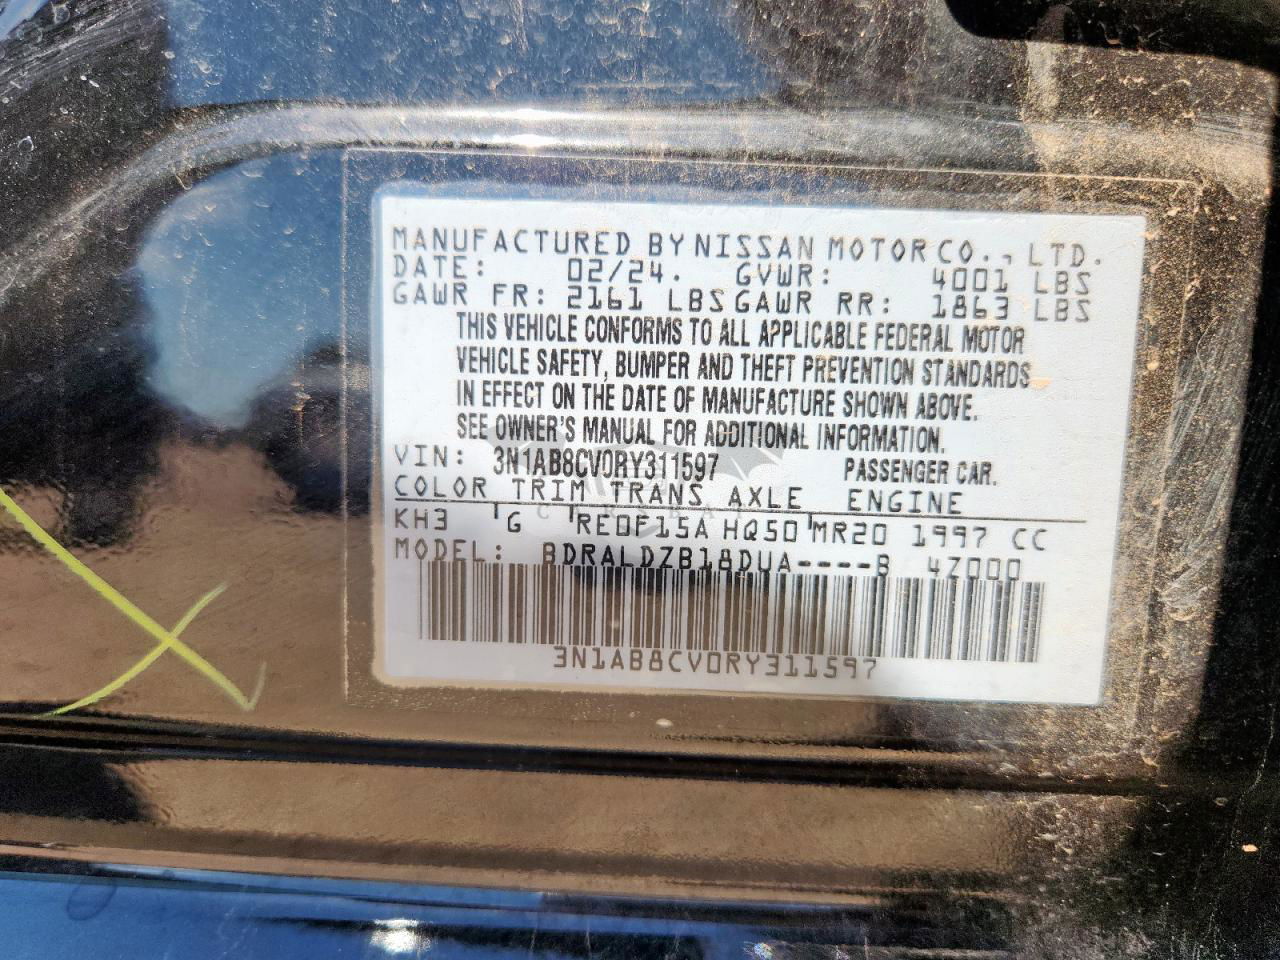 MANUFACTURED BY NISSAN MOTOR CO., LTD.
DATE: 02/24. GVWR: 4001 LBS
GAWR FR: 2161 LBS GAWR RR: 1863 LBS
THIS VEHICLE CONFORMS TO ALL APPLICABLE FEDERAL MOTOR
VEHICLE SAFETY, BUMPER AND THEFT PREVENTION STANDARDS
IN EFFECT ON THE DATE OF MANUFACTURE SHOWN ABOVE.
SEE OWNER'S MANUAL FOR ADDITIONAL INFORMATION.
VIN: 3N1AB8CV0RY311597 PASSENGER CAR.
COLOR TRIM TRANS AXLE ENGINE
KH3 G RE0F15A HQ50 MR20 1997 CC
MODEL: BDRALDZB18DUA----B 4Z000
3N1AB8CV0RY311597